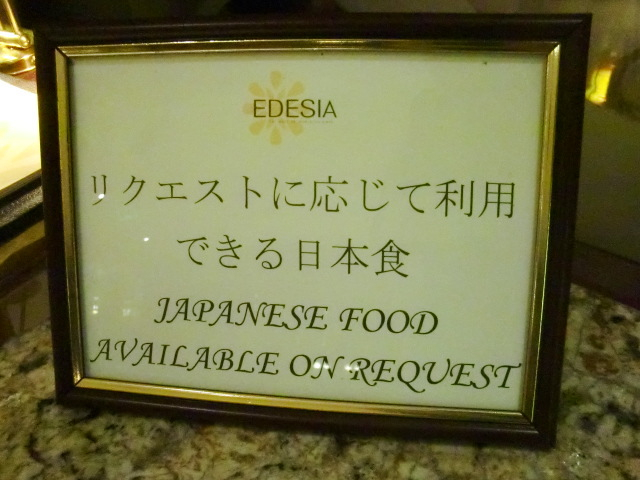 EDESIA
リクエストに応じて利用
できる日本食
JAPANESE FOOD
AVAILABLE ON REQUEST